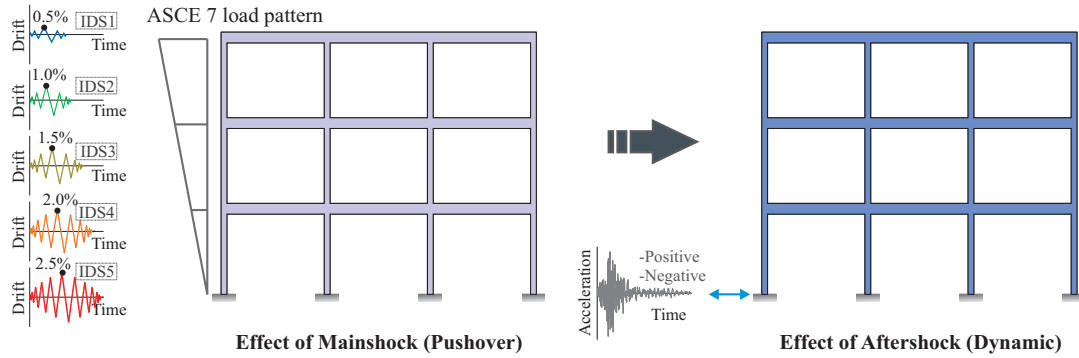 0.5%
IDS1
Drift
Time
1.0%
IDS2
Drift
Time
1.5%
IDS3
Drift
Time
2.0%
IDS4
Drift
Time
2.5%
IDS5
Drift
Time
ASCE 7 load pattern
Effect of Mainshock (Pushover)
Acceleration
-Positive
-Negative
Time
Effect of Aftershock (Dynamic)